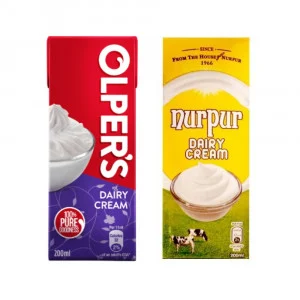 OLPER'S
DAIRY
CREAM
100%
PURE
GOODNESS
200ml
SINCE
FROM THE HOUSE OF NURPUR
1966
nurpur
DAIRY
CREAM
200ml